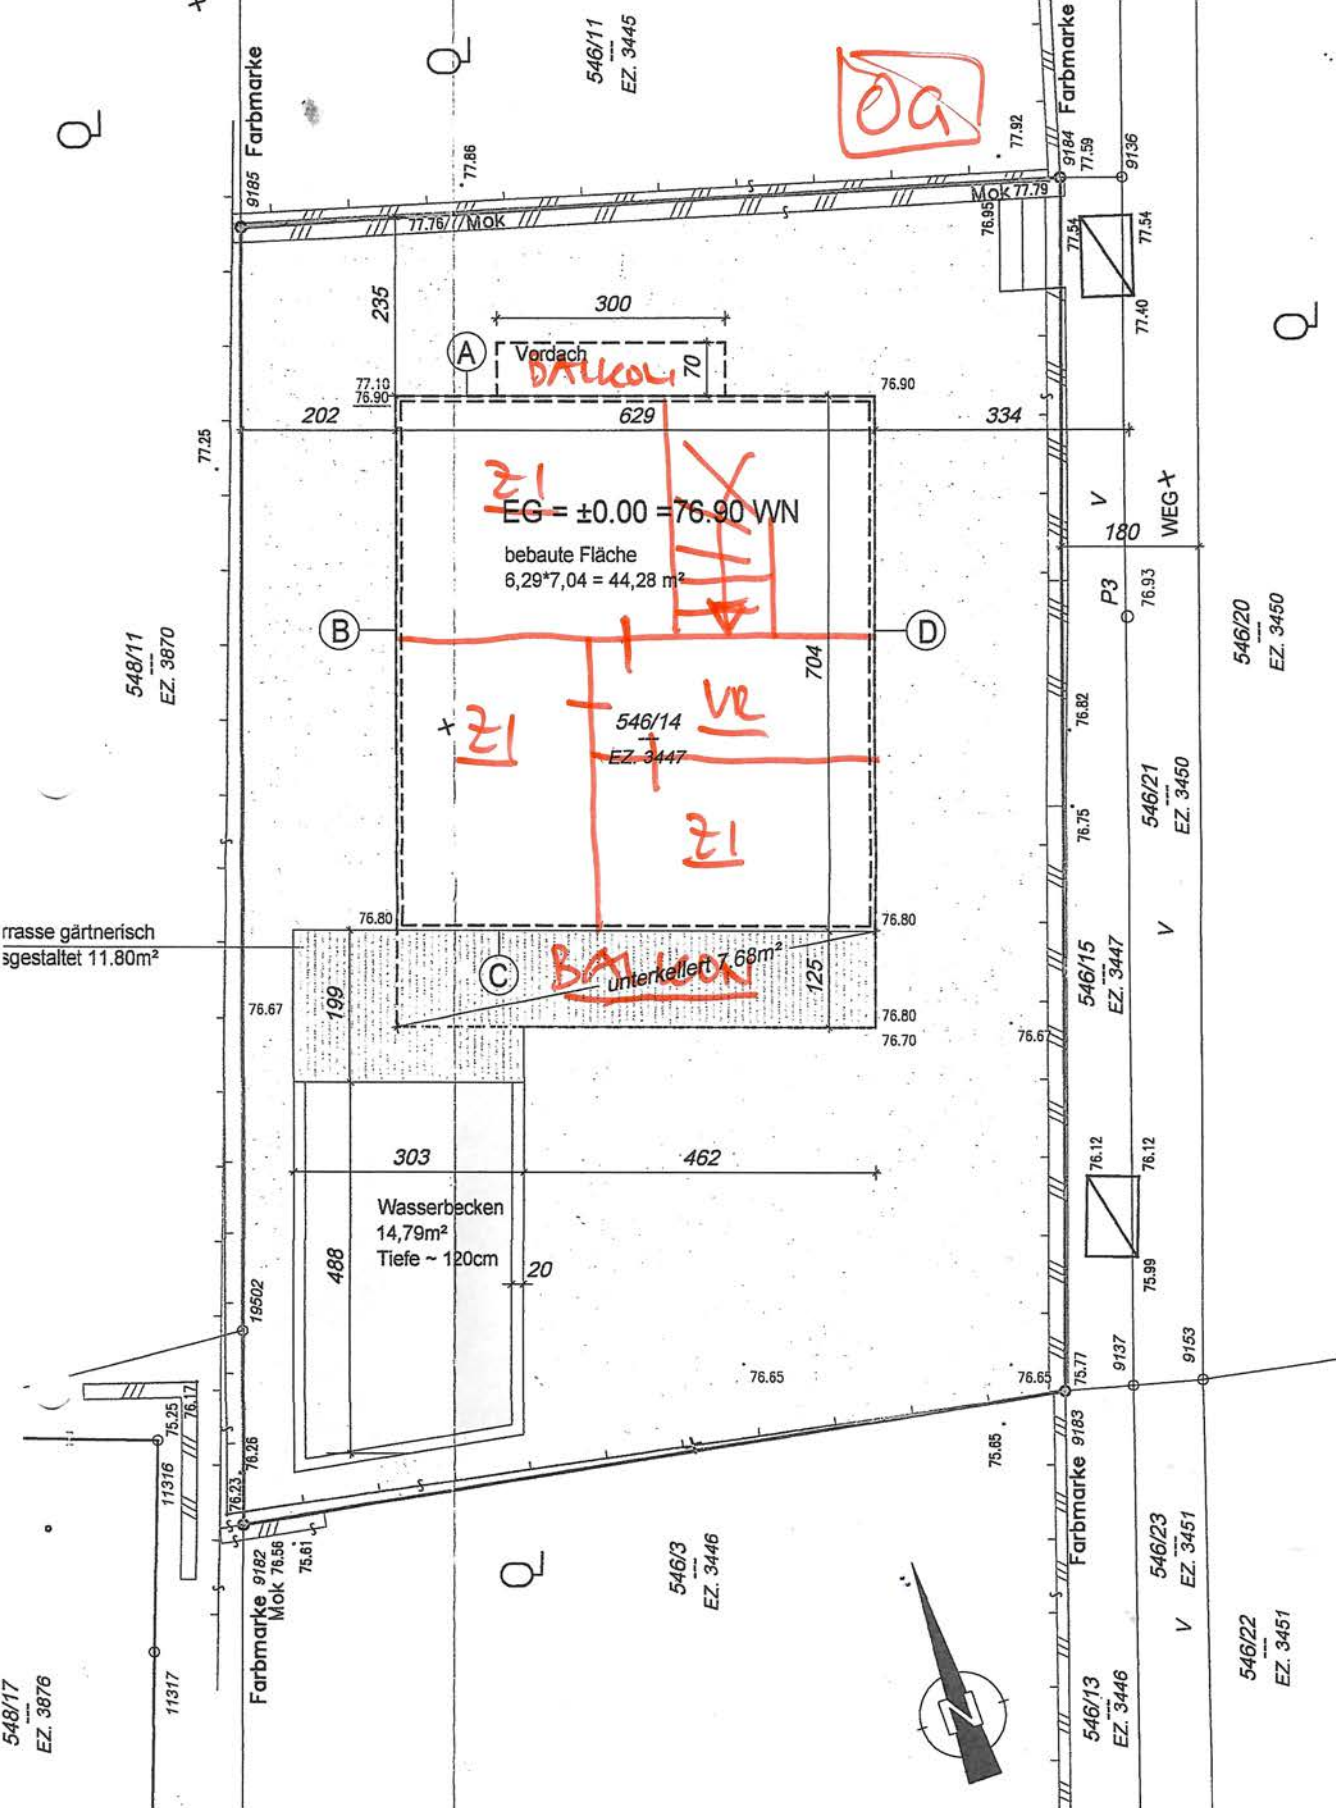 546/11
---
EZ. 3445
OG
Farbmarke
9185
Farbmarke
9184
77.59
9136
77.86
77.92
77.76
Mok
Mok 77.79
76.95
77.54
77.54
77.40
235
300
A
Vordach
BALKON
70
77.10
76.90
76.90
202
629
334
77.25
ZI
EG = ±0.00 =76.90 WN
bebaute Fläche
6,29*7,04 = 44,28 m²
V
180
WEG
P3
76.93
B
D
704
548/11
---
EZ. 3870
546/20
---
EZ. 3450
ZI
VR
546/14
---
EZ. 3447
ZI
76.82
76.75
546/21
---
EZ. 3450
rrasse gärtnerisch
sgestaltet 11.80m²
76.80
76.80
C
BALKON
unterkellert 7.68m²
125
199
76.67
76.80
76.70
76.67
546/15
---
EZ. 3447
V
303
462
Wasserbecken
14,79m²
Tiefe ~ 120cm
488
20
76.12
76.12
75.99
19502
76.65
76.65
75.77
9137
9153
75.25
76.17
11316
76.26
76.23
75.65
Farbmarke 9183
Farbmarke 9182
Mok 76.56
75.61
546/3
---
EZ. 3446
546/23
---
EZ. 3451
V
548/17
---
EZ. 3876
11317
N
546/13
---
EZ. 3446
546/22
---
EZ. 3451